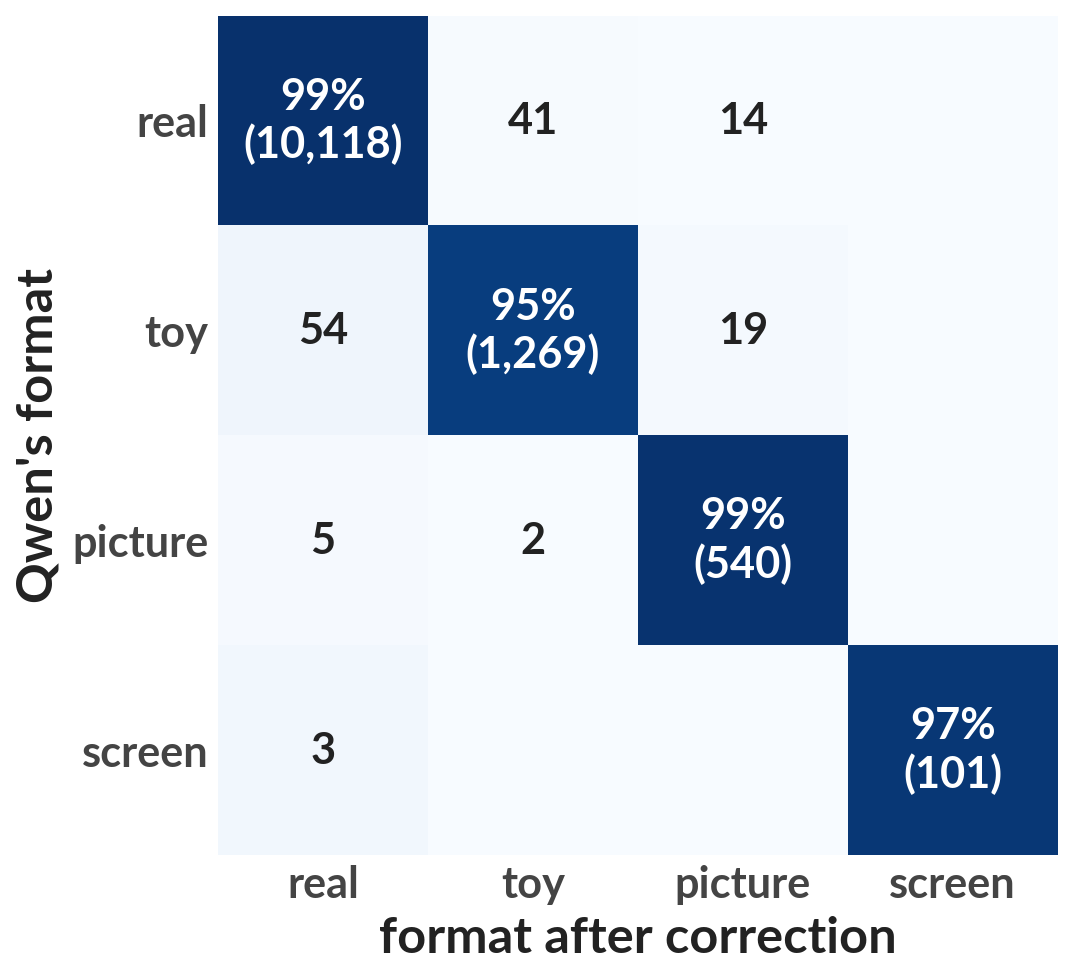 real
99%
(10,118)
41
14
toy
54
95%
(1,269)
19
picture
5
2
99%
(540)
screen
3
97%
(101)
real
toy
picture
screen
format after correction
Qwen's format